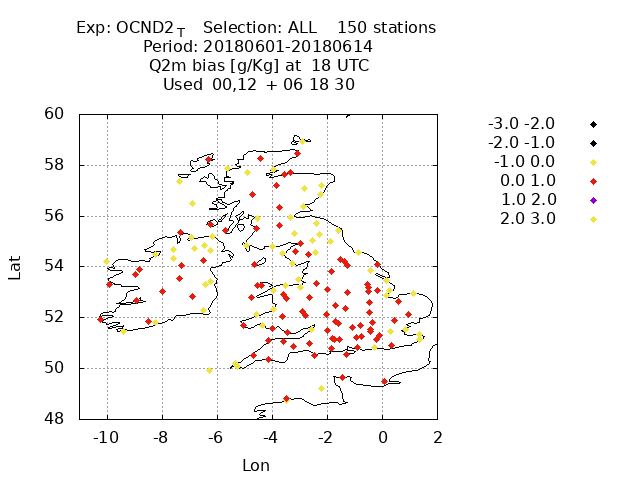 Exp: OCND2T Selection: ALL 150 stations
Period: 20180601-20180614
Q2m bias [g/Kg] at 18 UTC
Used 00,12 + 06 18 30
60
58
56
54
52
50
48
Lat
-10 -8 -6 -4 -2 0 2
Lon
-3.0 -2.0
-2.0 -1.0
-1.0 0.0
0.0 1.0
1.0 2.0
2.0 3.0